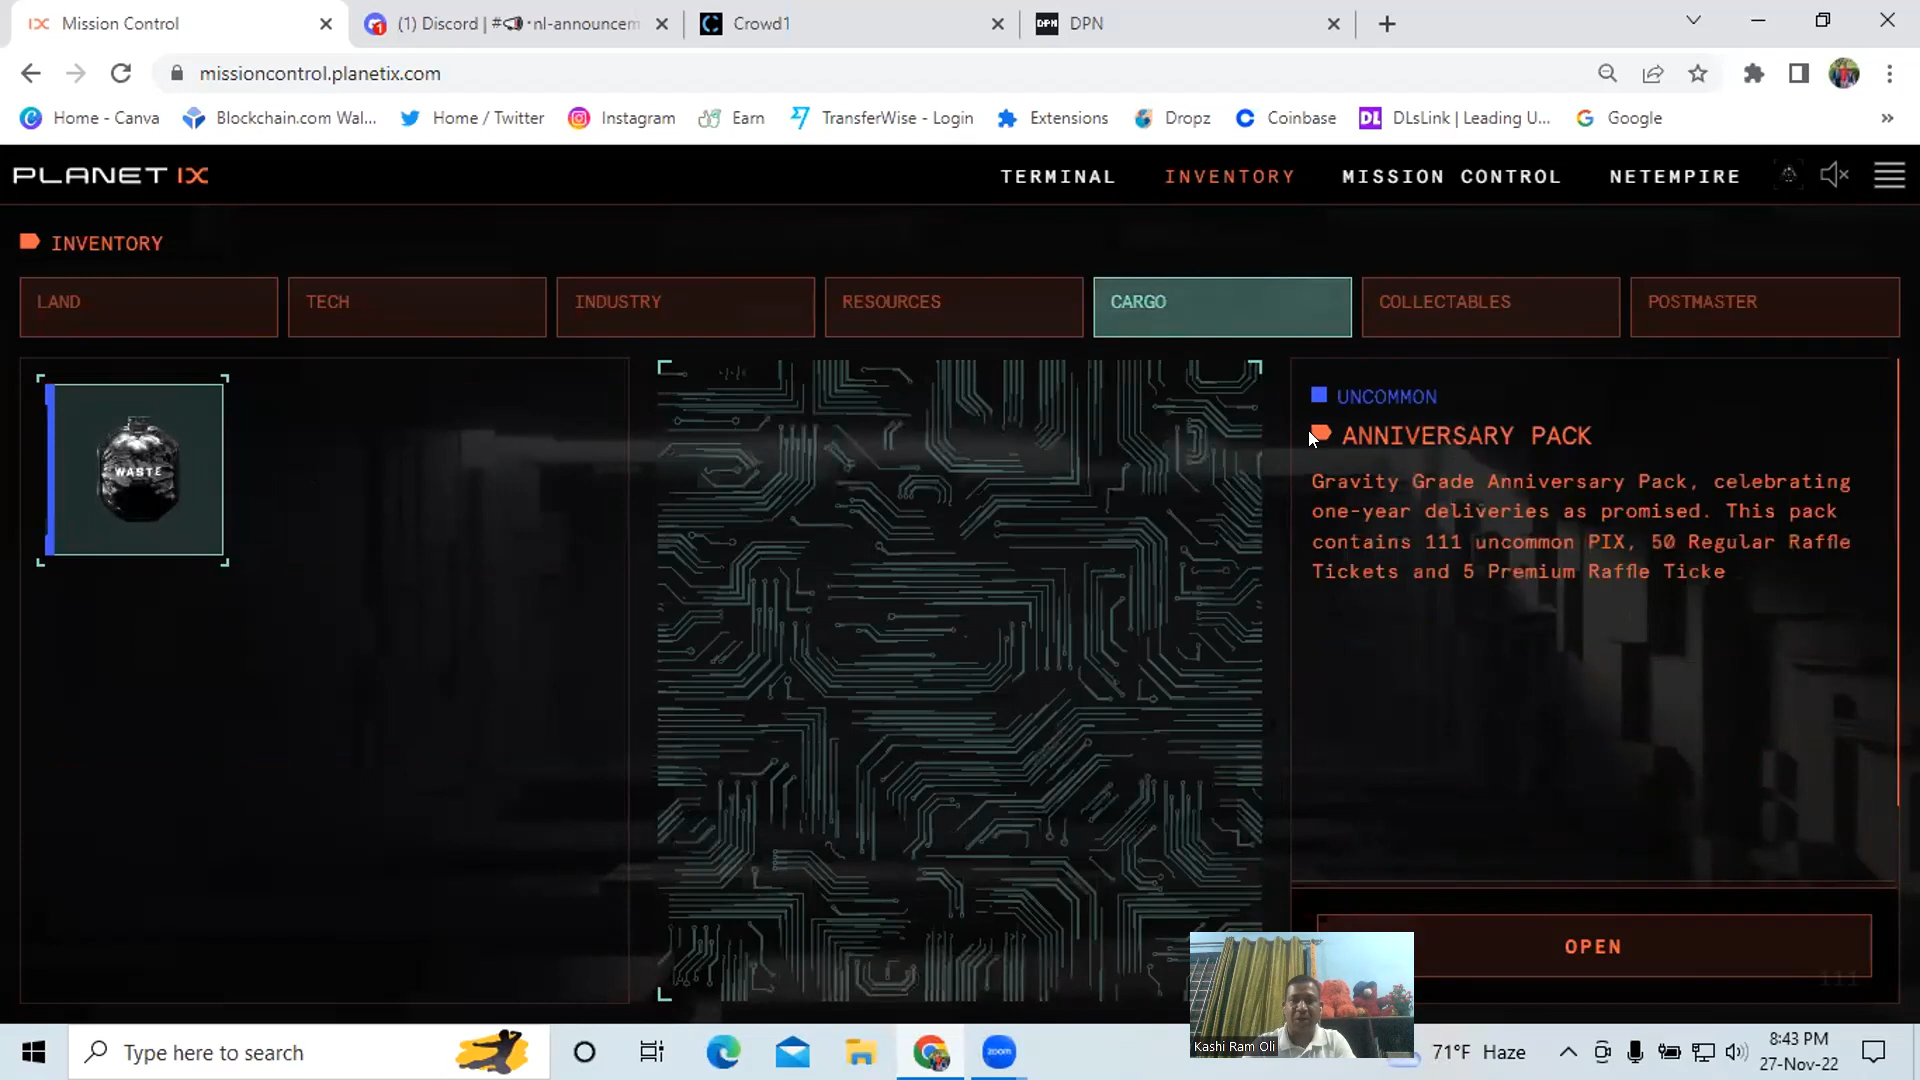 Mission Control
(1) Discord | #📢·nl-announcem
Crowd1
DPN
DPN
missioncontrol.planetix.com
Home - Canva
Blockchain.com Wal...
Home / Twitter
Instagram
Earn
TransferWise - Login
Extensions
Dropz
Coinbase
DL
DLsLink | Leading U...
Google
»
PLANET IX
TERMINAL
INVENTORY
MISSION CONTROL
NETEMPIRE
INVENTORY
LAND
TECH
INDUSTRY
RESOURCES
CARGO
COLLECTABLES
POSTMASTER
WASTE
UNCOMMON
ANNIVERSARY PACK
Gravity Grade Anniversary Pack, celebrating
one-year deliveries as promised. This pack
contains 111 uncommon PIX, 50 Regular Raffle
Tickets and 5 Premium Raffle Ticke
OPEN
111
Kashi Ram Oli
Type here to search
zoom
71°F Haze
8:43 PM
27-Nov-22